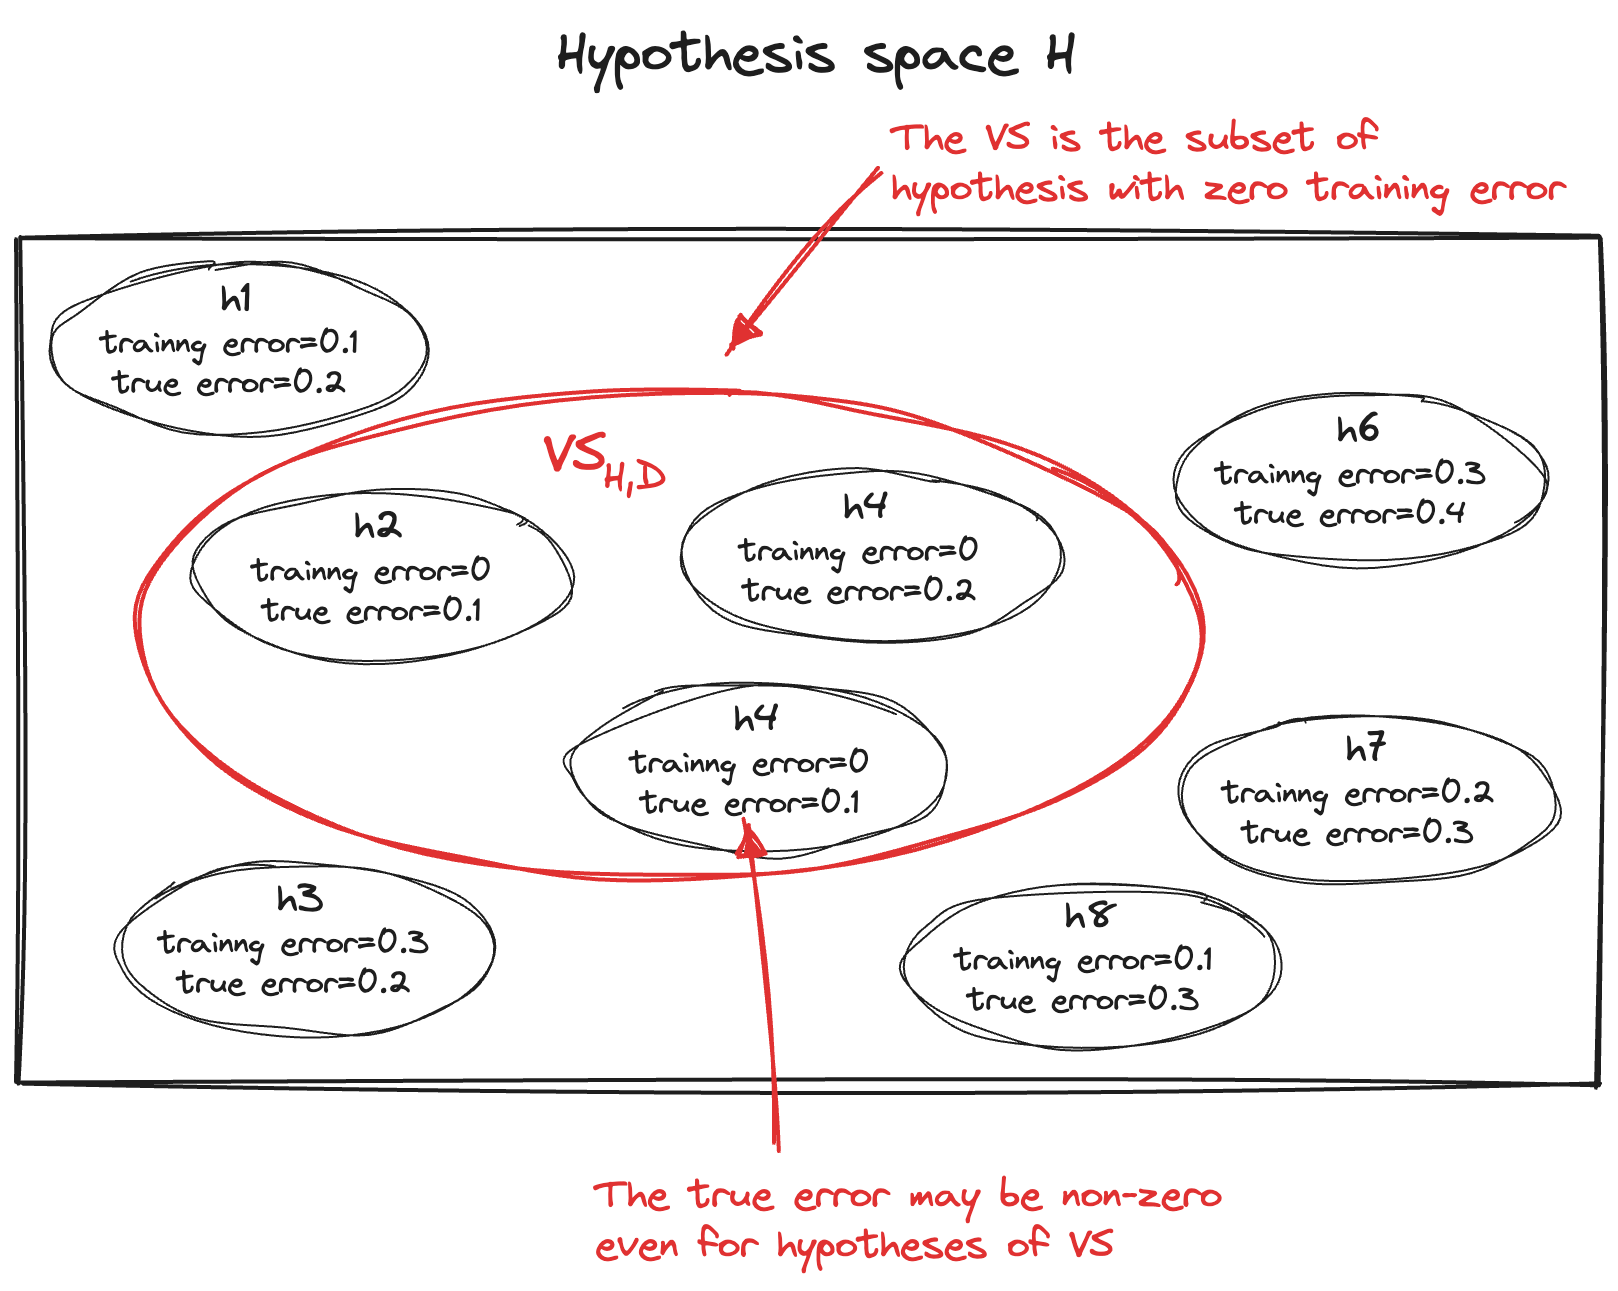 Hypothesis space H
The VS is the subset of
hypothesis with zero training error
h1
trainng error=0.1
true error=0.2
VS H,D
h2
trainng error=0
true error=0.1
h4
trainng error=0
true error=0.2
h6
trainng error=0.3
true error=0.4
h4
trainng error=0
true error=0.1
h7
trainng error=0.2
true error=0.3
h3
trainng error=0.3
true error=0.2
h8
trainng error=0.1
true error=0.3
The true error may be non-zero
even for hypotheses of VS